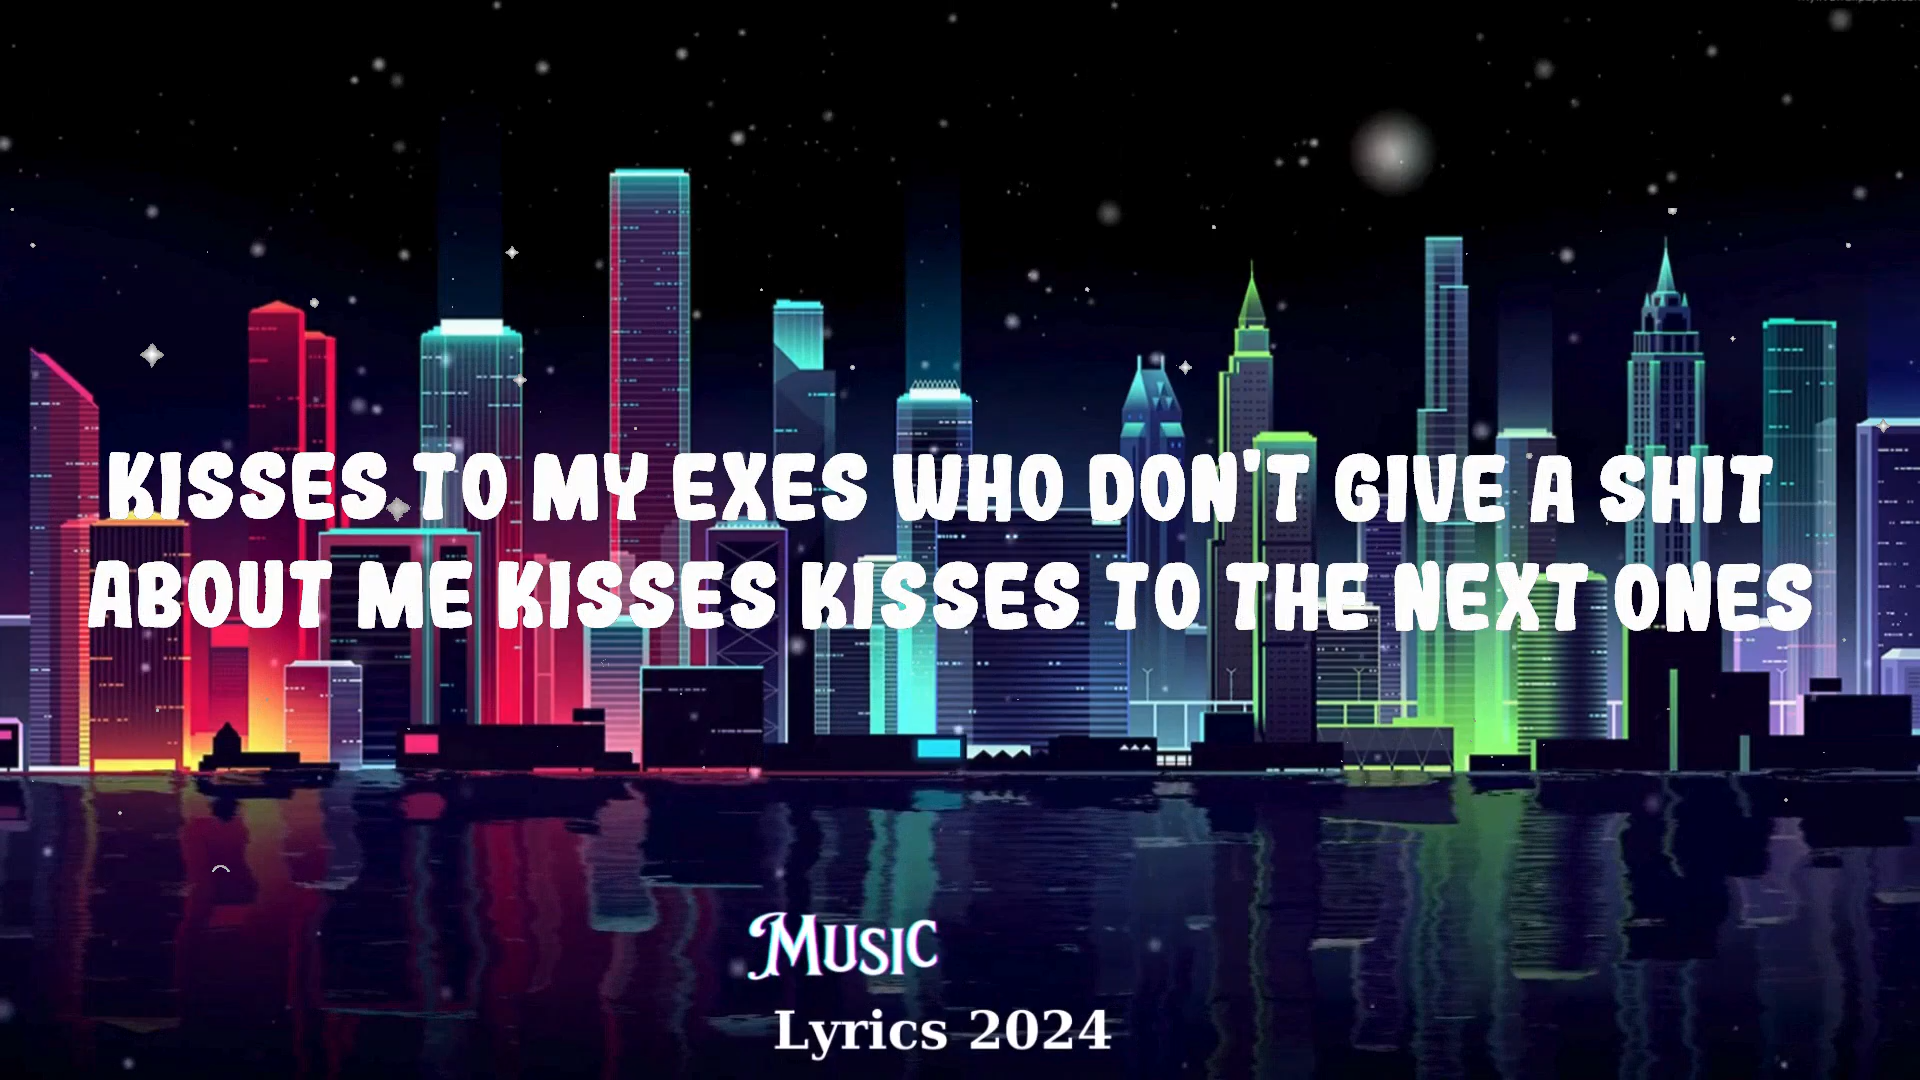 KISSES TO MY EXES WHO DON'T GIVE A SHIT
ABOUT ME KISSES KISSES TO THE NEXT ONES
MUSIC
Lyrics 2024